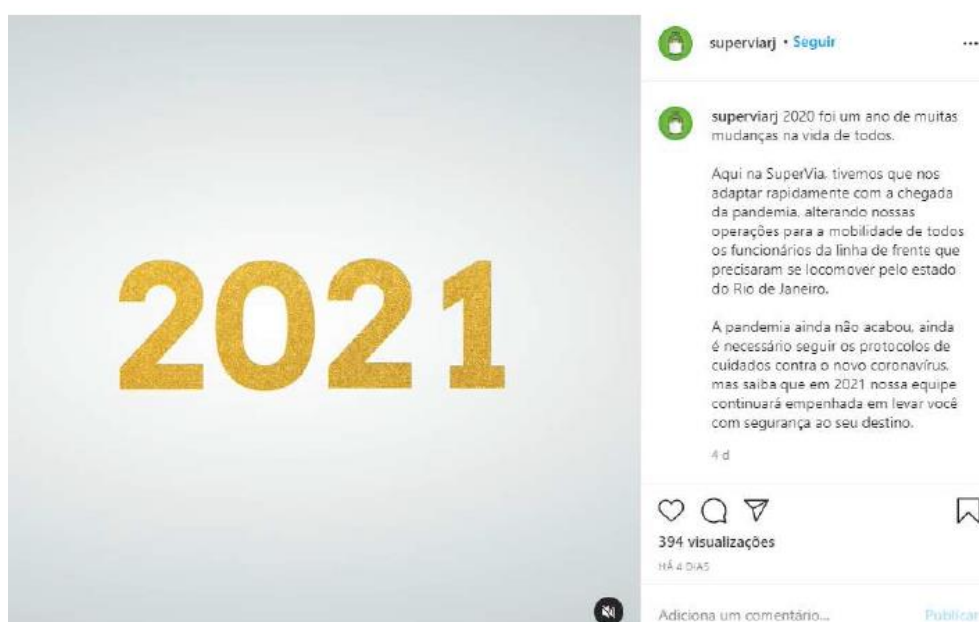 2021
superviarj • Seguir
superviarj 2020 foi um ano de muitas
mudanças na vida de todos.
Aqui na SuperVia, tivemos que nos
adaptar rapidamente com a chegada
da pandemia, alterando nossas
operações para a mobilidade de todos
os funcionários da linha de frente que
precisaram se locomover pelo estado
do Rio de Janeiro.
A pandemia ainda não acabou, ainda
é necessário seguir os protocolos de
cuidados contra o novo coronavírus,
mas saiba que em 2021 nossa equipe
continuará empenhada em levar você
com segurança ao seu destino.
4 d
394 visualizações
HÁ 4 DIAS
Adiciona um comentário... Publicar